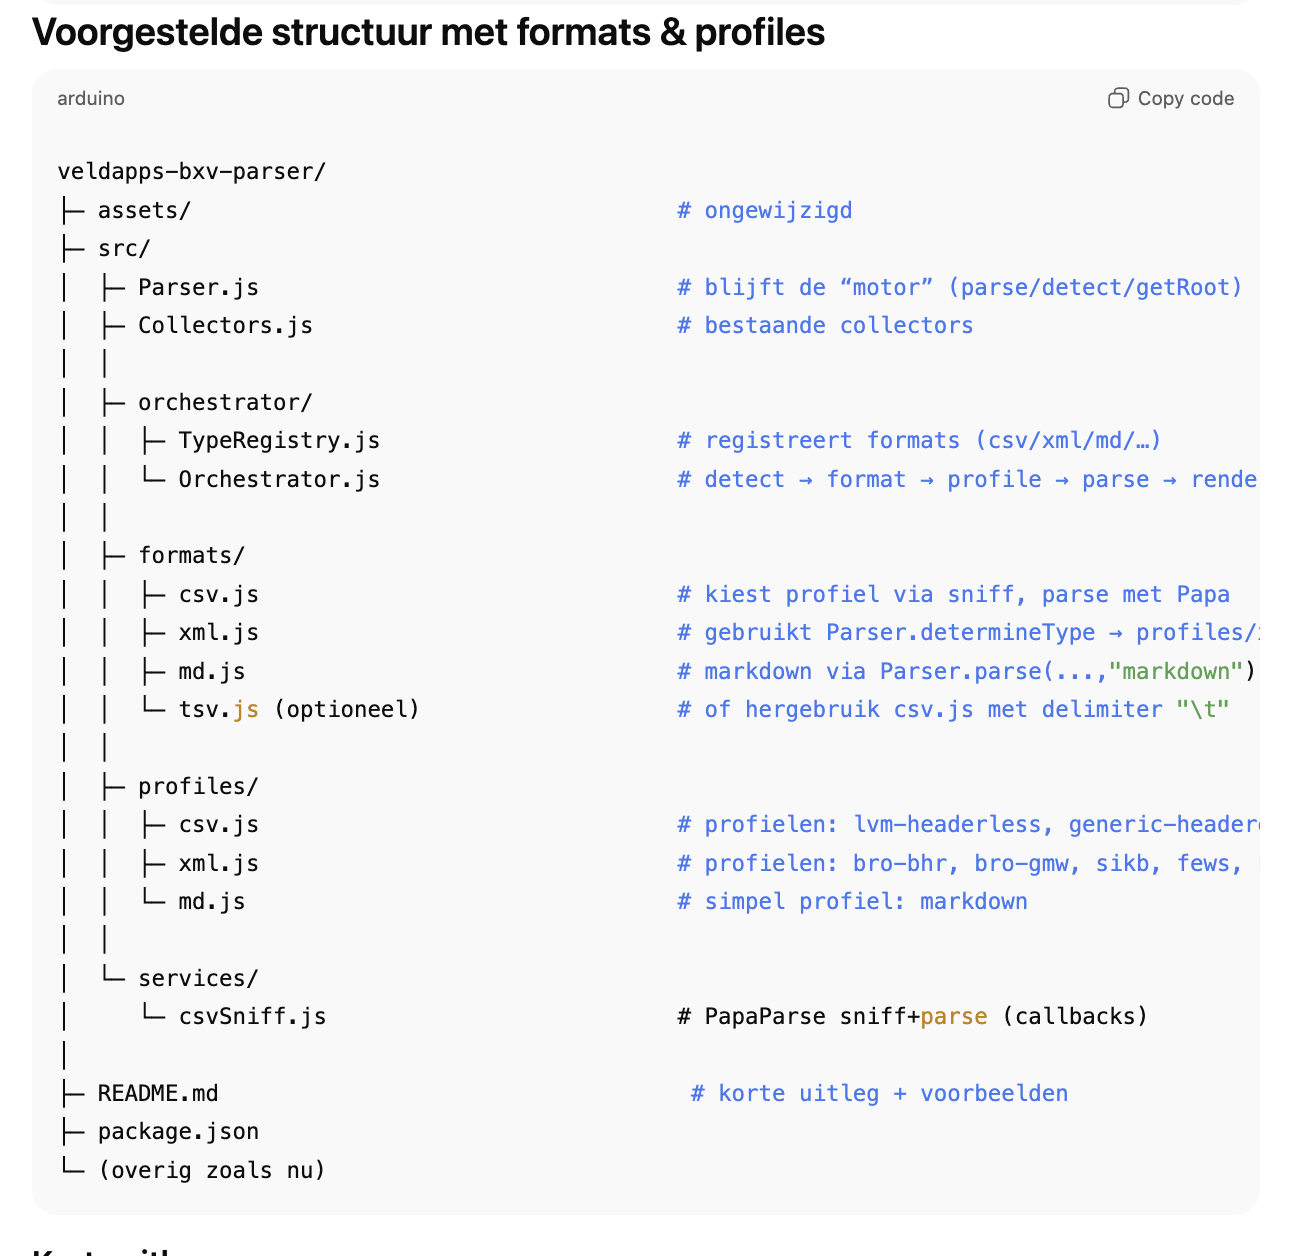 Voorgestelde structuur met formats & profiles
arduino
Copy code
veldapps-bxv-parser/
├─ assets/                                    # ongewijzigd
├─ src/
│  ├─ Parser.js                               # blijft de “motor” (parse/detect/getRoot)
│  ├─ Collectors.js                           # bestaande collectors
│  │
│  ├─ orchestrator/
│  │  ├─ TypeRegistry.js                      # registreert formats (csv/xml/md/…)
│  │  └─ Orchestrator.js                      # detect → format → profile → parse → rende
│  │
│  ├─ formats/
│  │  ├─ csv.js                               # kiest profiel via sniff, parse met Papa
│  │  ├─ xml.js                               # gebruikt Parser.determineType → profiles/
│  │  ├─ md.js                                # markdown via Parser.parse(...,"markdown")
│  │  └─ tsv.js (optioneel)                   # of hergebruik csv.js met delimiter "\t"
│  │
│  ├─ profiles/
│  │  ├─ csv.js                               # profielen: lvm-headerless, generic-header
│  │  ├─ xml.js                               # profielen: bro-bhr, bro-gmw, sikb, fews,
│  │  └─ md.js                                # simpel profiel: markdown
│  │
│  └─ services/
│     └─ csvSniff.js                          # PapaParse sniff+parse (callbacks)
│
├─ README.md                                   # korte uitleg + voorbeelden
├─ package.json
└─ (overig zoals nu)